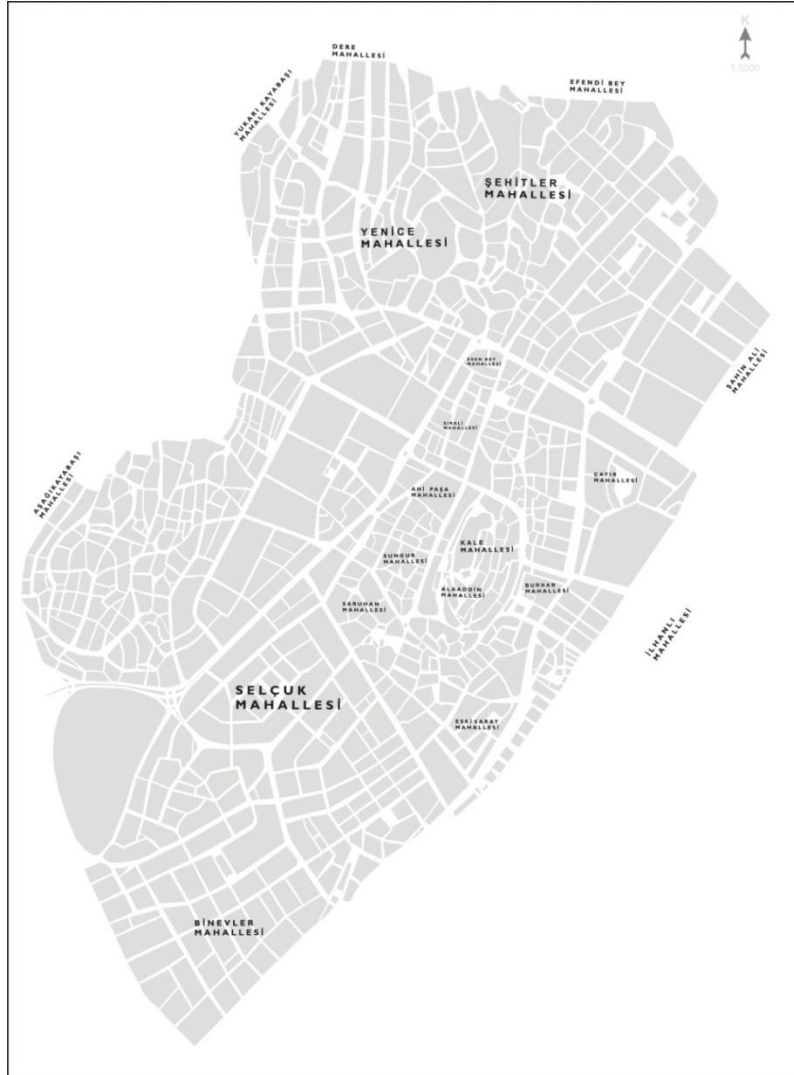 K
1:5000
DERE
MAHALLESİ
YUKARI KAYABAŞI
MAHALLESİ
EFENDİ BEY
MAHALLESİ
ŞEHİTLER
MAHALLESİ
YENİCE
MAHALLESİ
ESEN BEY
MAHALLESİ
ŞAHİN ALİ
MAHALLESİ
SIRALI
MAHALLESİ
AŞAĞIKAYABAŞI
MAHALLESİ
ÇAYIR
MAHALLESİ
AHİ PAŞA
MAHALLESİ
KALE
MAHALLESİ
SUNGUR
MAHALLESİ
BURHAN
MAHALLESİ
ALAADDİN
MAHALLESİ
SARUHAN
MAHALLESİ
İLHANLI
MAHALLESİ
SELÇUK
MAHALLESİ
ESKİ SARAY
MAHALLESİ
BİNEVLER
MAHALLESİ